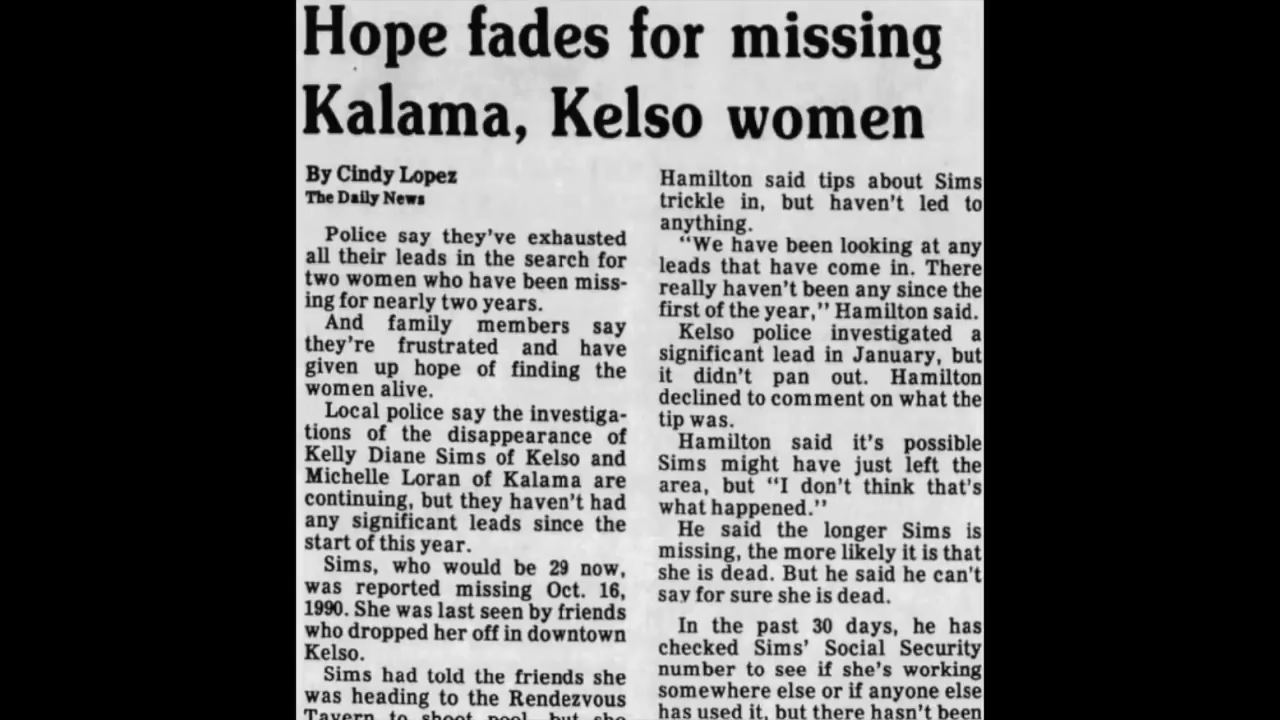 Hope fades for missing
Kalama, Kelso women
By Cindy Lopez
The Daily News
Police say they've exhausted
all their leads in the search for
two women who have been miss-
ing for nearly two years.
And family members say
they're frustrated and have
given up hope of finding the
women alive.
Local police say the investiga-
tions of the disappearance of
Kelly Diane Sims of Kelso and
Michelle Loran of Kalama are
continuing, but they haven't had
any significant leads since the
start of this year.
Sims, who would be 29 now,
was reported missing Oct. 16,
1990. She was last seen by friends
who dropped her off in downtown
Kelso.
Sims had told the friends she
was heading to the Rendezvous
Tavern to shoot pool, but she
Hamilton said tips about Sims
trickle in, but haven't led to
anything.
"We have been looking at any
leads that have come in. There
really haven't been any since the
first of the year," Hamilton said.
Kelso police investigated a
significant lead in January, but
it didn't pan out. Hamilton
declined to comment on what the
tip was.
Hamilton said it's possible
Sims might have just left the
area, but "I don't think that's
what happened."
He said the longer Sims is
missing, the more likely it is that
she is dead. But he said he can't
say for sure she is dead.
In the past 30 days, he has
checked Sims' Social Security
number to see if she's working
somewhere else or if anyone else
has used it, but there hasn't been